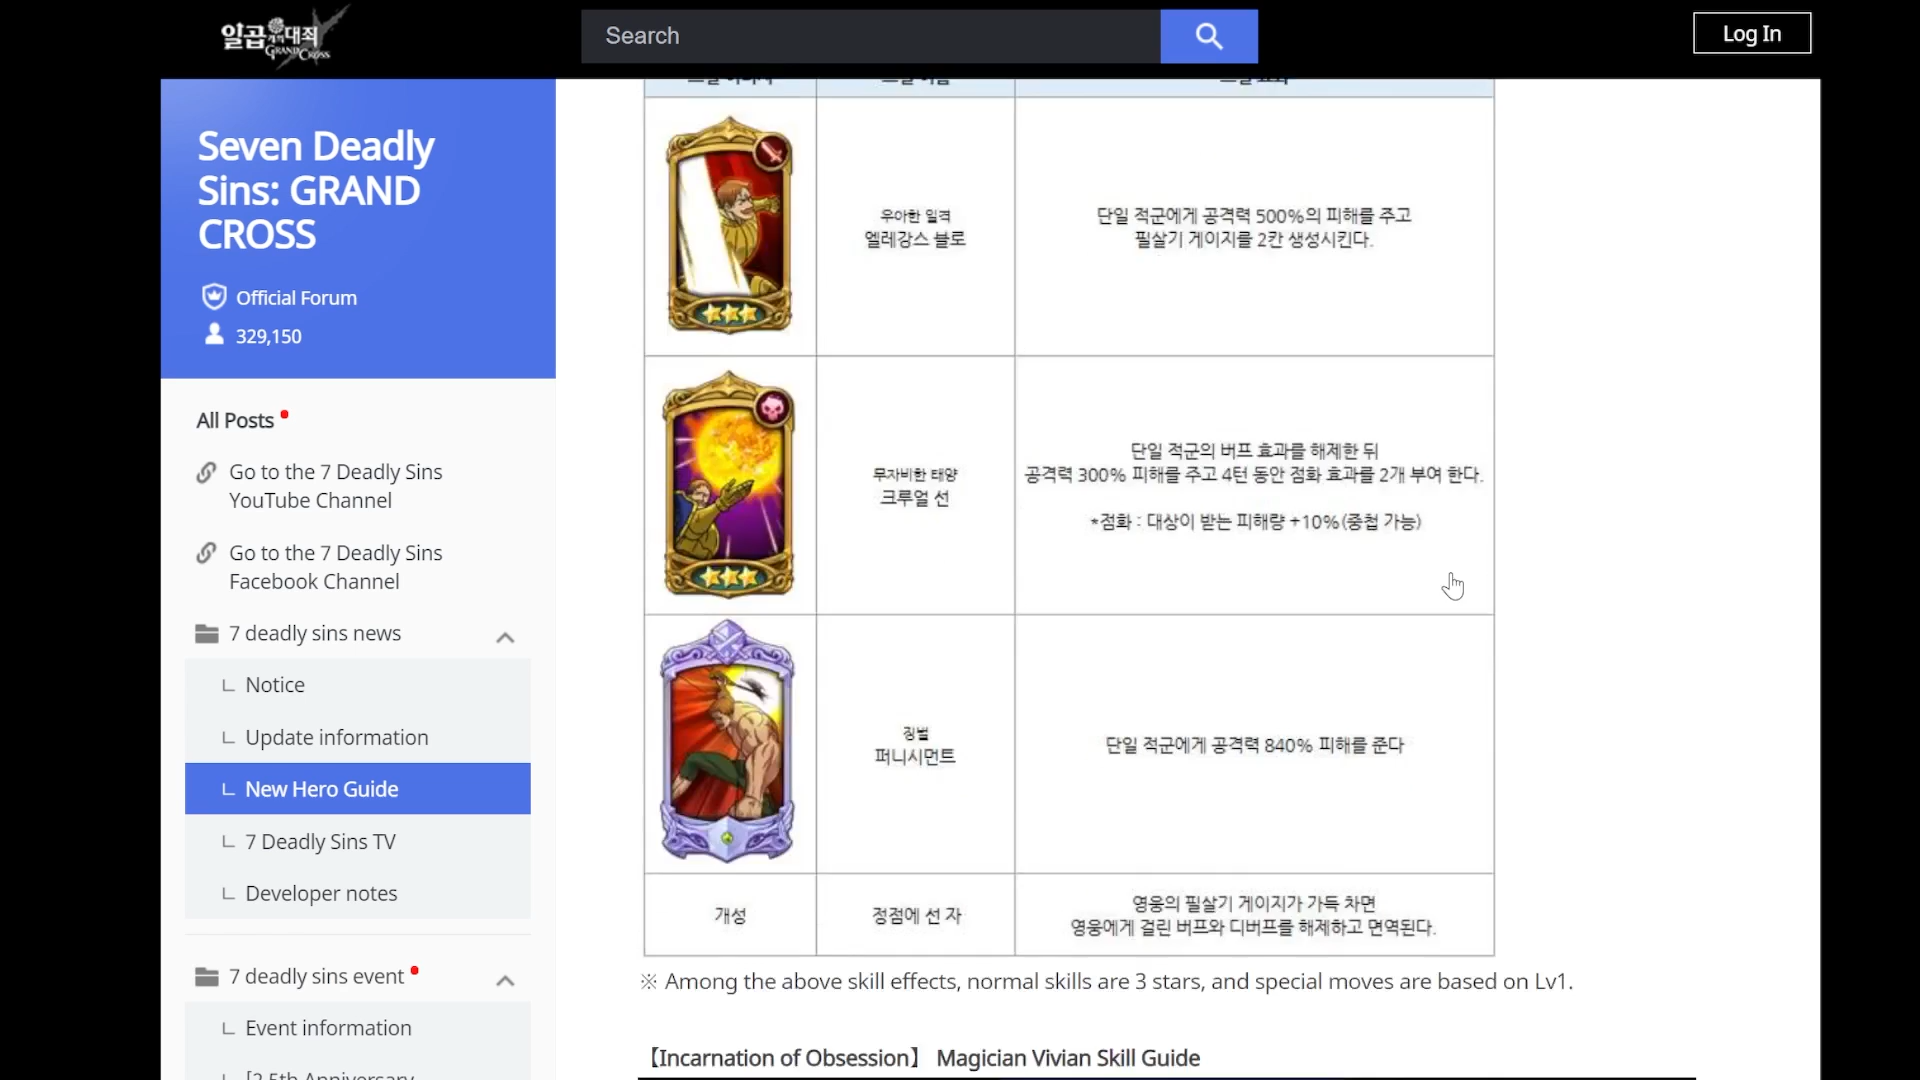 일곱개의대죄
GRAND CROSS
Search
Log In
Seven Deadly
Sins: GRAND
CROSS
Official Forum
329,150
All Posts
Go to the 7 Deadly Sins
YouTube Channel
Go to the 7 Deadly Sins
Facebook Channel
7 deadly sins news
Notice
Update information
New Hero Guide
7 Deadly Sins TV
Developer notes
7 deadly sins event
Event information
우아한 일격
엘레강스 블로
단일 적군에게 공격력 500%의 피해를 주고
필살기 게이지를 2칸 생성시킨다.
무자비한 태양
크루얼 선
단일 적군의 버프 효과를 해제한 뒤
공격력 300% 피해를 주고 4턴 동안 점화 효과를 2개 부여 한다.
*점화 : 대상이 받는 피해량 +10%(중첩 가능)
징벌
퍼니시먼트
단일 적군에게 공격력 840% 피해를 준다
개성
정점에 선 자
영웅의 필살기 게이지가 가득 차면
영웅에게 걸린 버프와 디버프를 해제하고 면역된다.
※ Among the above skill effects, normal skills are 3 stars, and special moves are based on Lv1.
【Incarnation of Obsession】 Magician Vivian Skill Guide